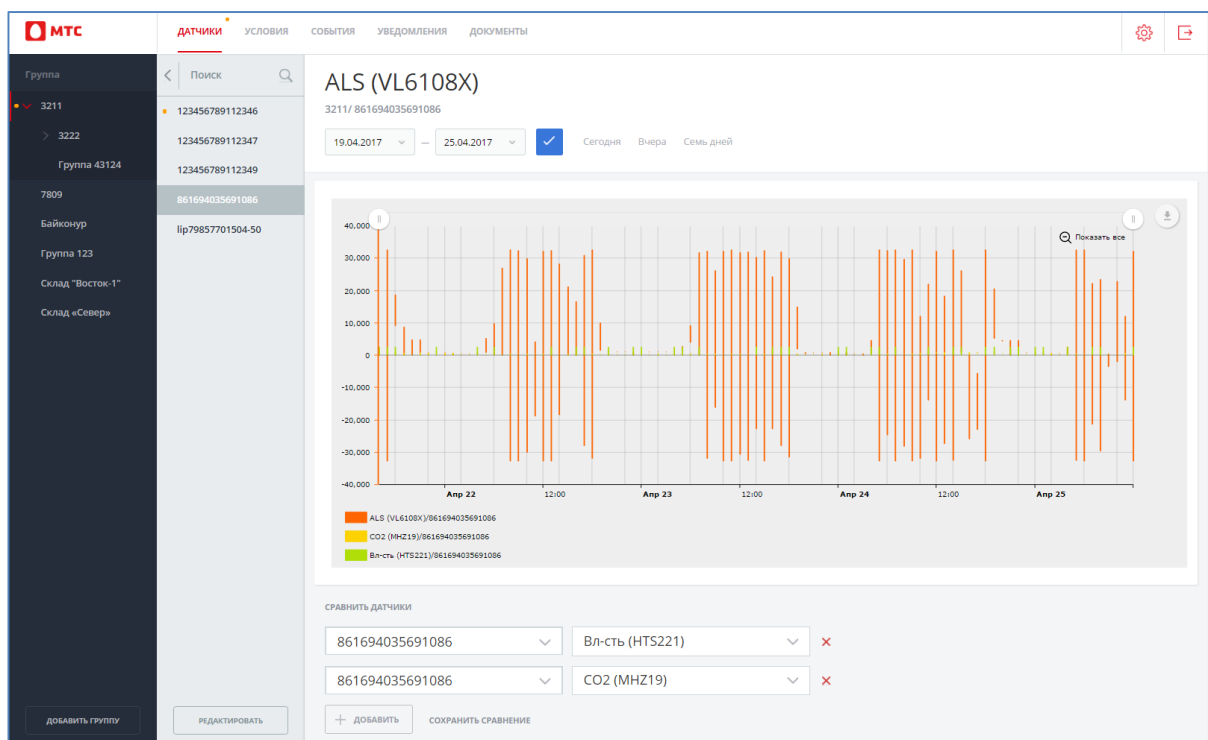 МТС
ДАТЧИКИ УСЛОВИЯ СОБЫТИЯ УВЕДОМЛЕНИЯ ДОКУМЕНТЫ
Группа
3211
3222
Группа 43124
7809
Байконур
Группа 123
Склад "Восток-1"
Склад «Север»
ДОБАВИТЬ ГРУППУ
Поиск
123456789112346
123456789112347
123456789112349
861694035691086
lip79857701504-50
РЕДАКТИРОВАТЬ
ALS (VL6108X)
3211/ 861694035691086
19.04.2017 — 25.04.2017 Сегодня Вчера Семь дней
Показать все
40,000
30,000
20,000
10,000
0
-10,000
-20,000
-30,000
-40,000
Апр 22 12:00 Апр 23 12:00 Апр 24 12:00 Апр 25
ALS (VL6108X)/861694035691086
CO2 (MHZ19)/861694035691086
Вл-сть (HTS221)/861694035691086
СРАВНИТЬ ДАТЧИКИ
861694035691086 Вл-сть (HTS221)
861694035691086 CO2 (MHZ19)
+ ДОБАВИТЬ СОХРАНИТЬ СРАВНЕНИЕ